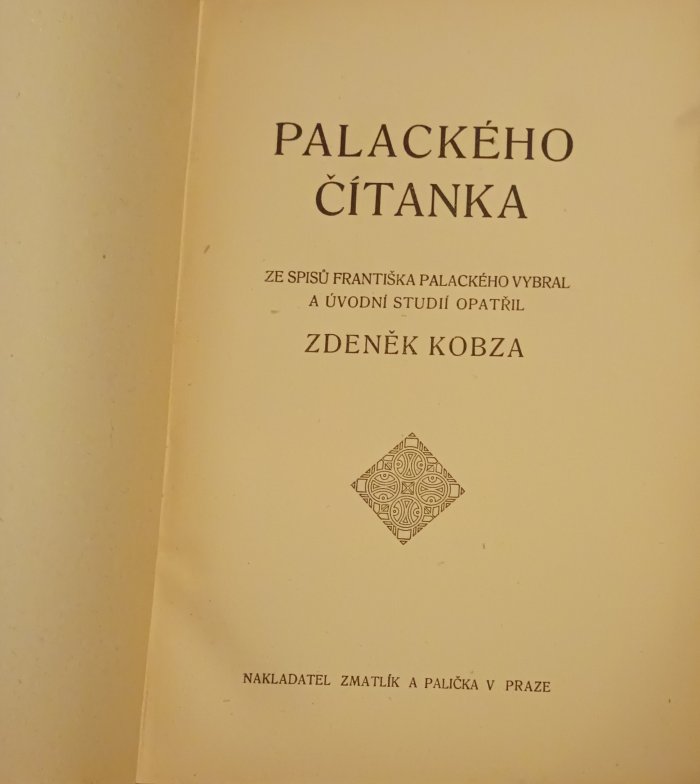 PALACKÉHO
ČÍTANKA
ZE SPISŮ FRANTIŠKA PALACKÉHO VYBRAL
A ÚVODNÍ STUDIÍ OPATŘIL
ZDENĚK KOBZA
NAKLADATEL ZMATLÍK A PALIČKA V PRAZE